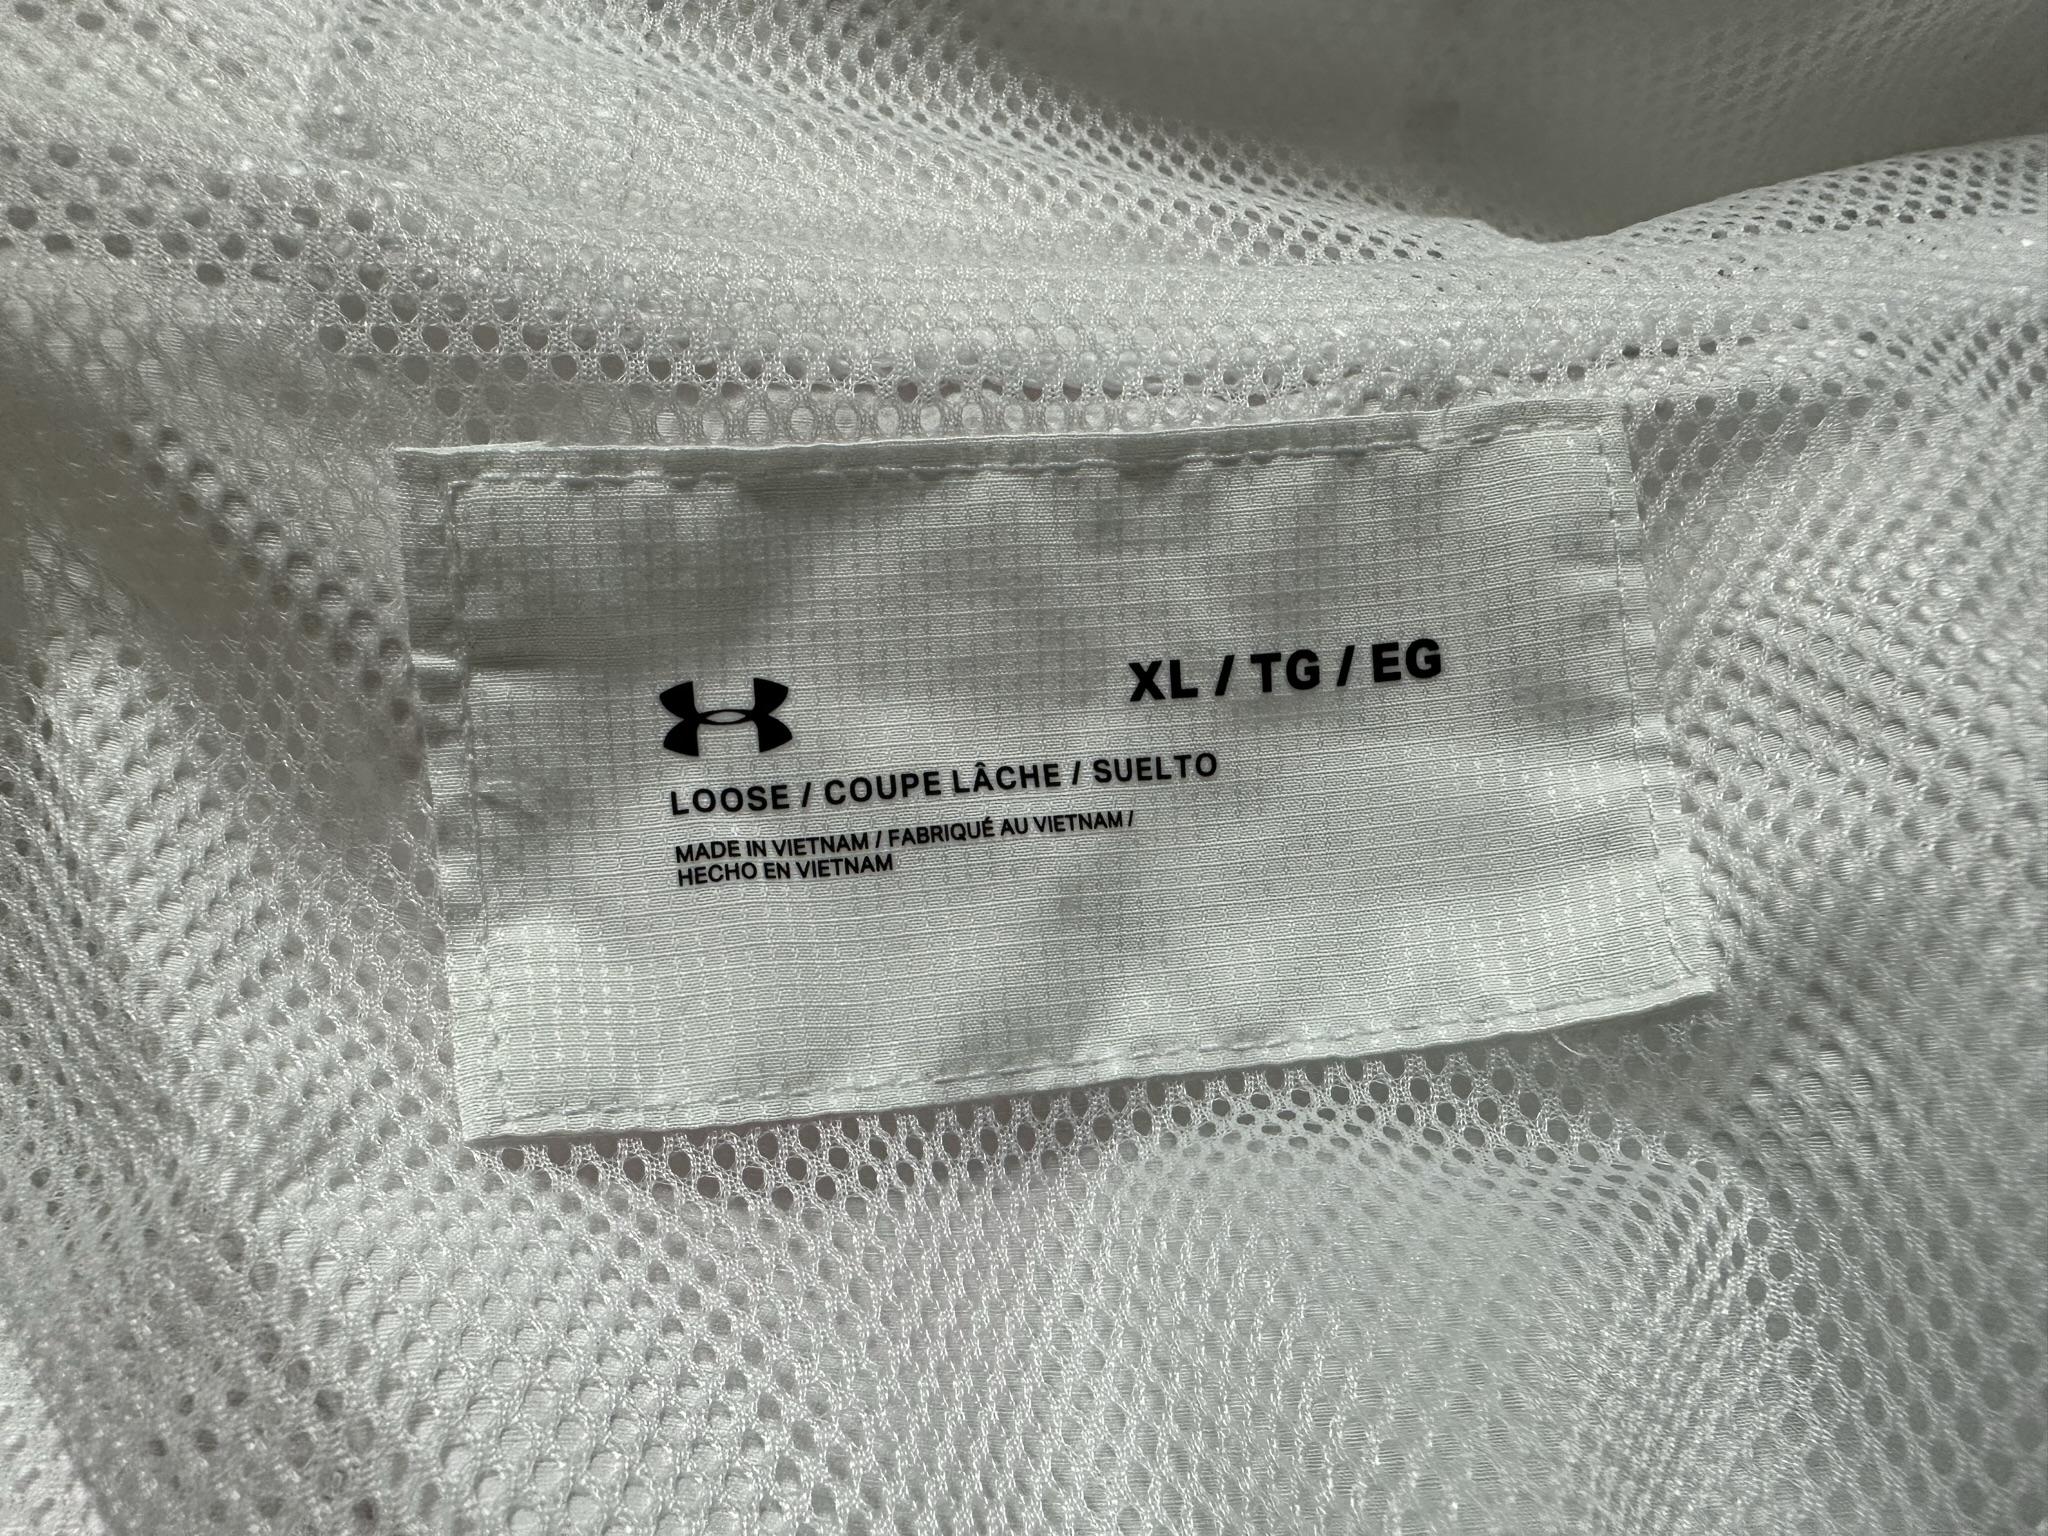 XL / TG / EG
LOOSE / COUPE LÂCHE / SUELTO
MADE IN VIETNAM / FABRIQUÉ AU VIETNAM /
HECHO EN VIETNAM